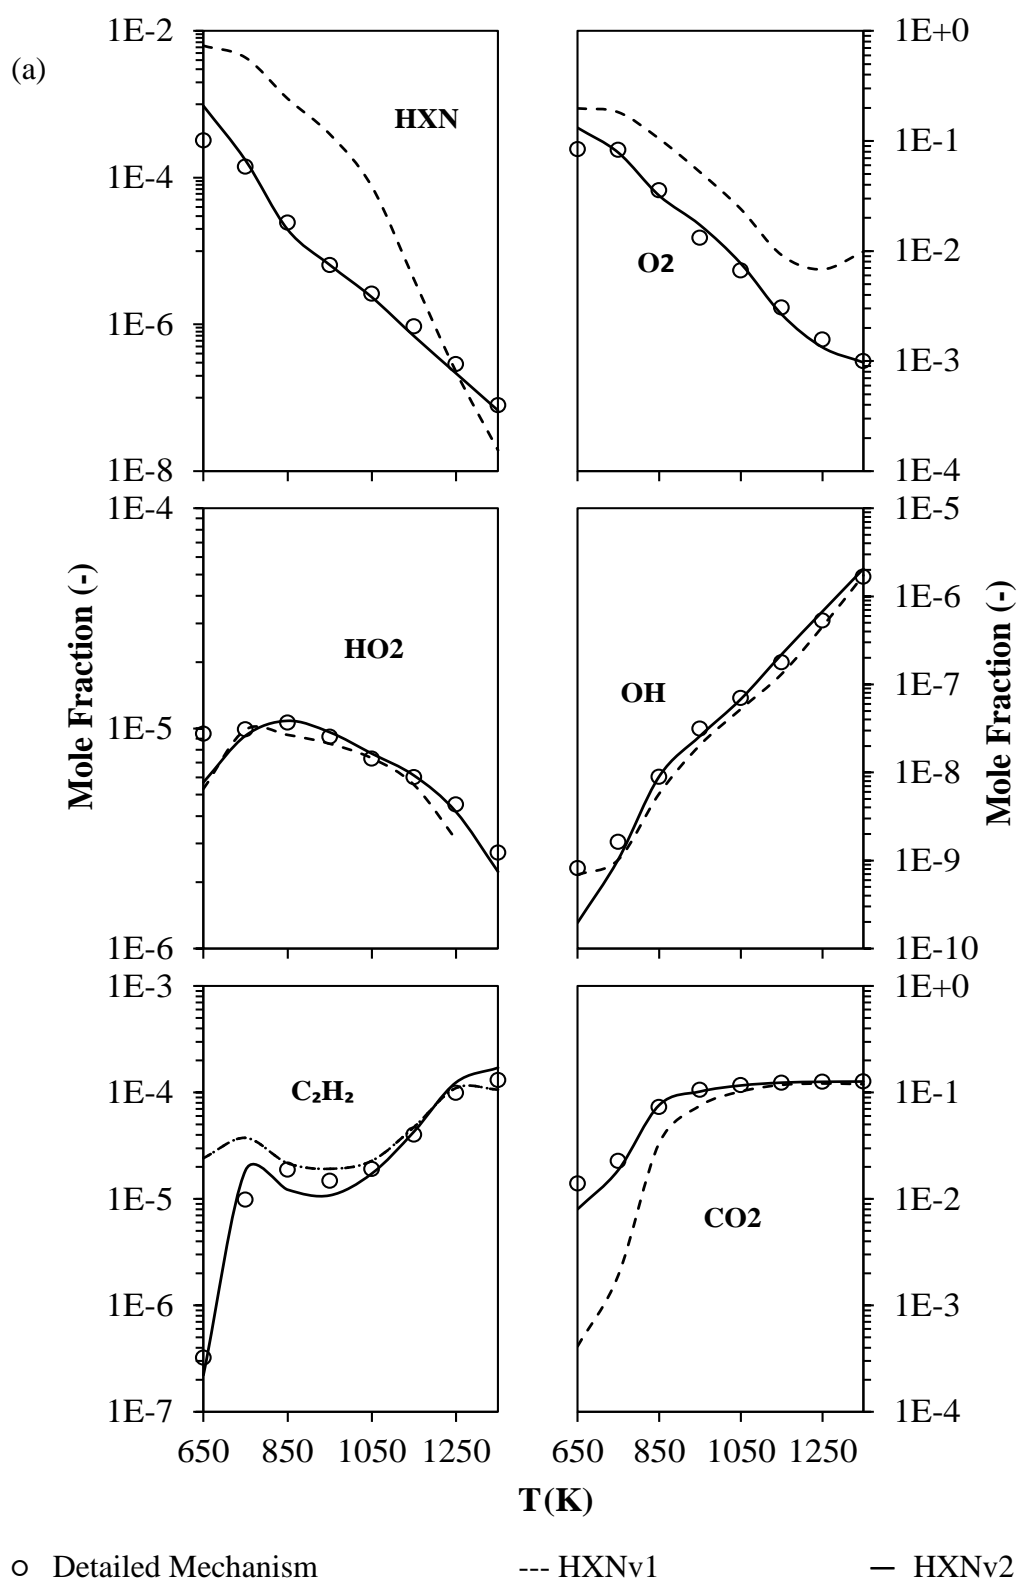 (a)
1E-2
1E-4
1E-6
1E-8
HXN
1E+0
1E-1
1E-2
1E-3
1E-4
O2
Mole Fraction (-)
1E-4
1E-5
1E-6
HO2
1E-5
1E-6
1E-7
1E-8
1E-9
1E-10
OH
Mole Fraction (-)
1E-3
1E-4
1E-5
1E-6
1E-7
C₂H₂
1E+0
1E-1
1E-2
1E-3
1E-4
CO2
650 850 1050 1250
650 850 1050 1250
T(K)
Detailed Mechanism
HXNv1
HXNv2